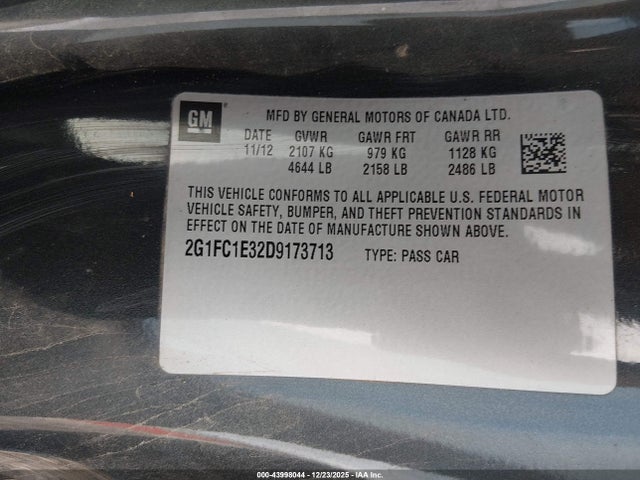 GM
MFD BY GENERAL MOTORS OF CANADA LTD.
DATE GVWR GAWR FRT GAWR RR
11/12 2107 KG 979 KG 1128 KG
4644 LB 2158 LB 2486 LB
THIS VEHICLE CONFORMS TO ALL APPLICABLE U.S. FEDERAL MOTOR
VEHICLE SAFETY, BUMPER, AND THEFT PREVENTION STANDARDS IN
EFFECT ON THE DATE OF MANUFACTURE SHOWN ABOVE.
2G1FC1E32D9173713 TYPE: PASS CAR
000-43998044 - 12/23/2025 - IAA Inc.